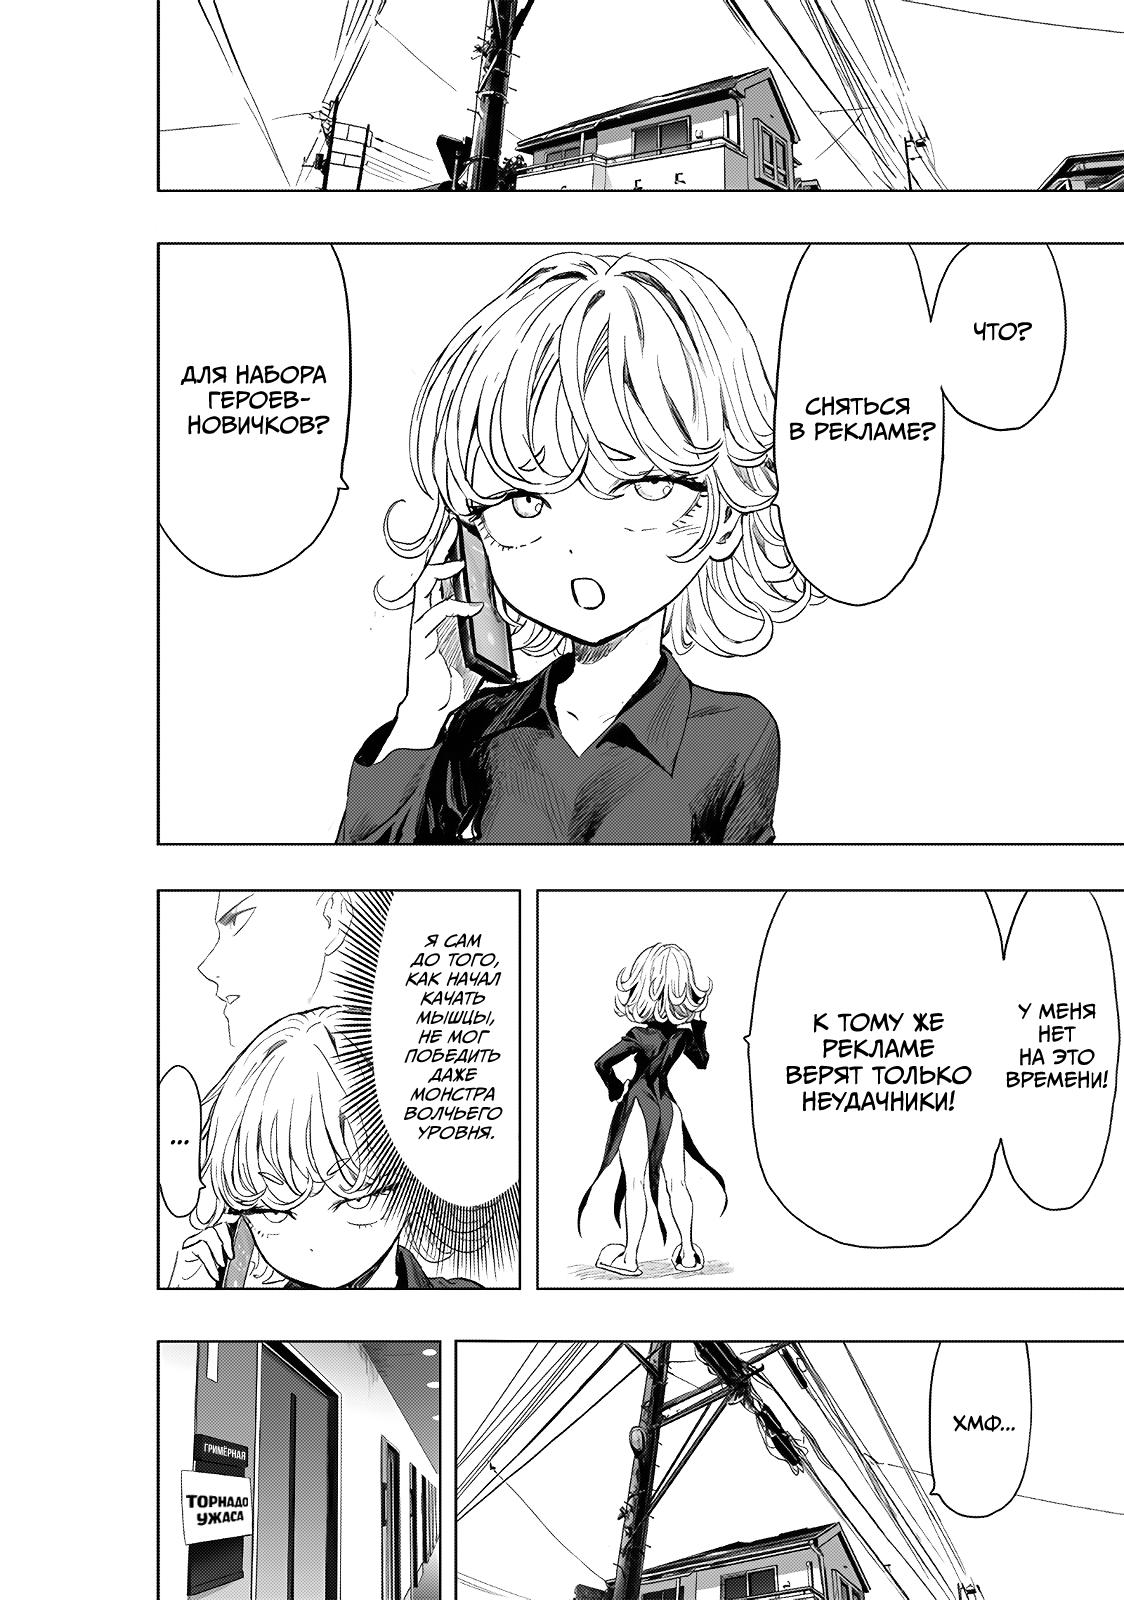 ЧТО?
СНЯТЬСЯ
В РЕКЛАМЕ?
ДЛЯ НАБОРА
ГЕРОЕВ-
НОВИЧКОВ?
У МЕНЯ
НЕТ
НА ЭТО
ВРЕМЕНИ!
К ТОМУ ЖЕ
РЕКЛАМЕ
ВЕРЯТ ТОЛЬКО
НЕУДАЧНИКИ!
Я САМ
ДО ТОГО,
КАК НАЧАЛ
КАЧАТЬ
МЫШЦЫ,
НЕ МОГ
ПОБЕДИТЬ
ДАЖЕ
МОНСТРА
ВОЛЧЬЕГО
УРОВНЯ.
...
ХМФ...
ГРИМЁРНАЯ
ТОРНАДО
УЖАСА